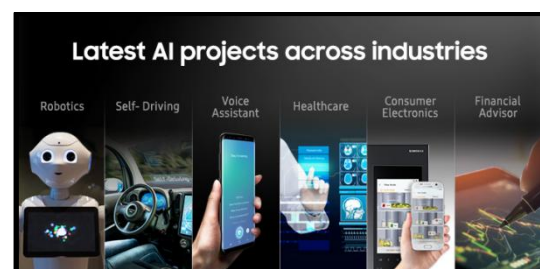 Latest AI projects across industries
Robotics
Self- Driving
Voice
Assistant
Healthcare
Consumer
Electronics
Financial
Advisor